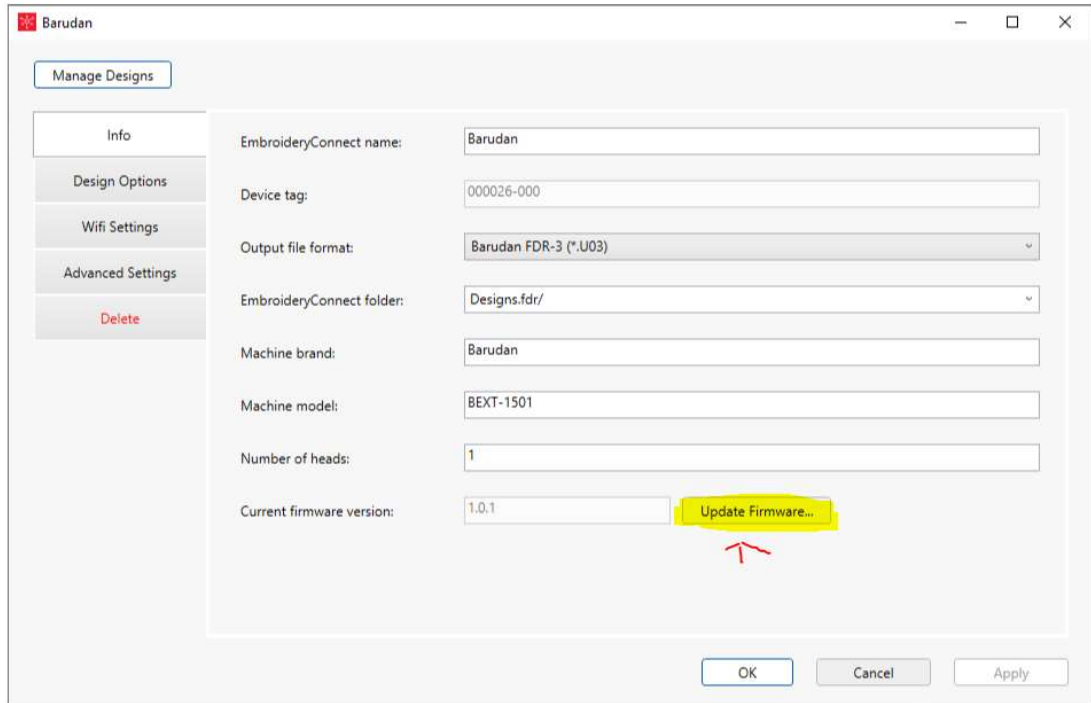 Barudan
Manage Designs
Info
Design Options
Wifi Settings
Advanced Settings
Delete
EmbroideryConnect name: Barudan
Device tag: 000026-000
Output file format: Barudan FDR-3 (*.U03)
EmbroideryConnect folder: Designs.fdr/
Machine brand: Barudan
Machine model: BEXT-1501
Number of heads: 1
Current firmware version: 1.0.1 Update Firmware...
OK Cancel Apply